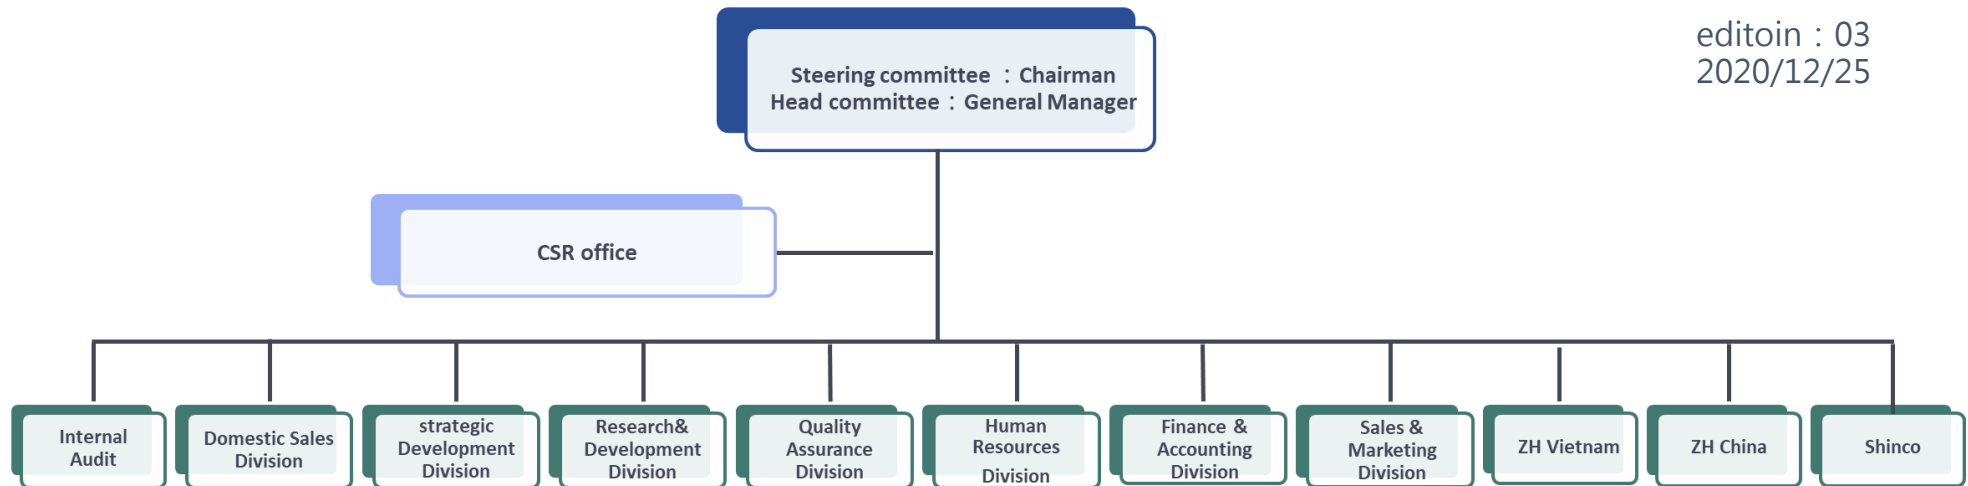 editoin：03
2020/12/25
Steering committee ：Chairman
Head committee：General Manager
CSR office
Internal
Audit
Domestic Sales
Division
strategic
Development
Division
Research&
Development
Division
Quality
Assurance
Division
Human
Resources
Division
Finance &
Accounting
Division
Sales &
Marketing
Division
ZH Vietnam
ZH China
Shinco